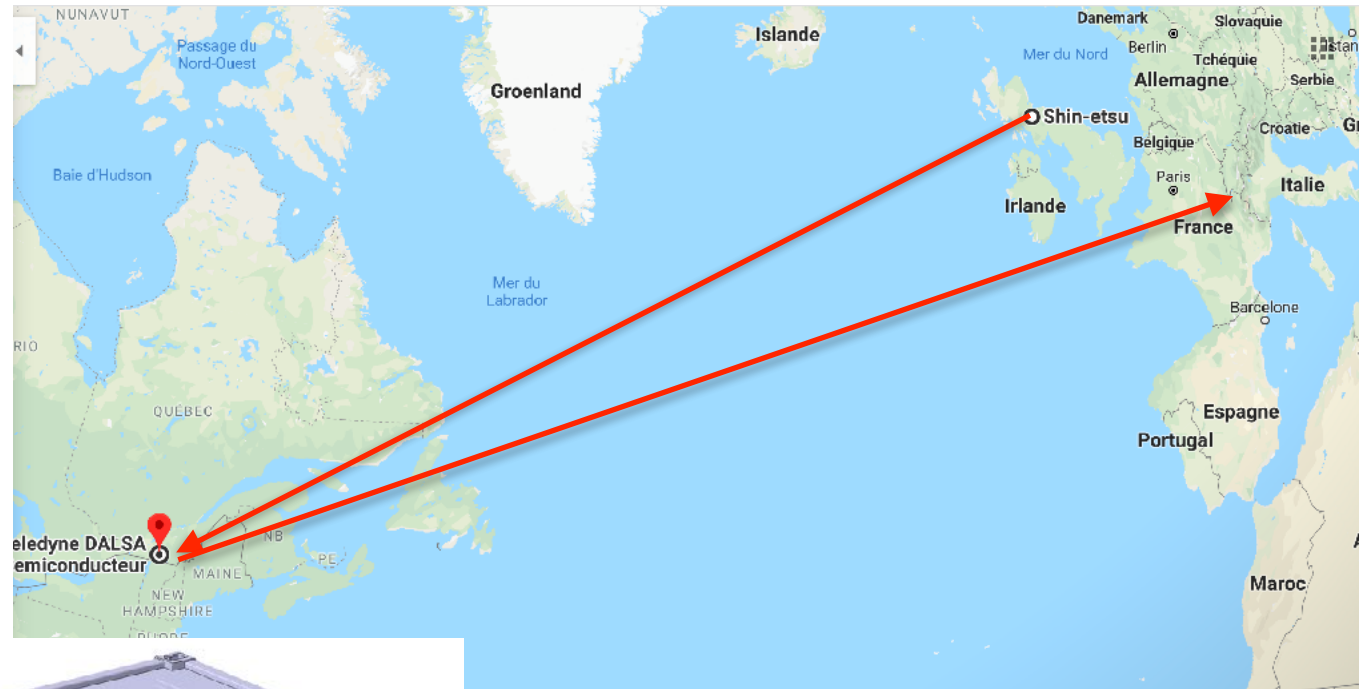 NUNAVUT
Passage du
Nord-Ouest
Groenland
Islande
Danemark
Slovaquie
Mer du Nord
Berlin
Tchéquie
Allemagne
Serbie
Shin-etsu
Croatie
Belgique
Baie d'Hudson
Paris
Italie
Irlande
France
Mer du
Labrador
Barcelone
RIO
QUÉBEC
Espagne
Portugal
eledyne DALSA
emiconducteur
NB
PE
MAINE
NEW
HAMPSHIRE
Maroc